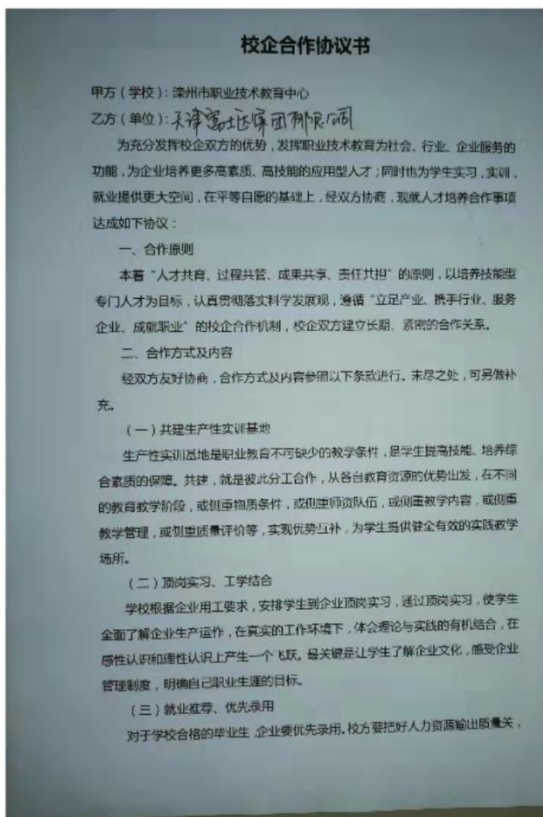 校企合作协议书
甲方（学校）：滦州市职业技术教育中心
乙方（单位）：天津富士达集团有限公司
为充分发挥校企双方的优势，发挥职业技术教育为社会、行业、企业服务的
功能，为企业培养更多高素质、高技能的应用型人才；同时也为学生实习，实训，
就业提供更大空间，在平等自愿的基础上，经双方协商，现就人才培养合作事项
达成如下协议：
一、合作原则
本着“人才共育、过程共管、成果共享、责任共担”的原则，以培养技能型
专门人才为目标，认真贯彻落实科学发展观，遵循“立足产业、携手行业、服务
企业、成就职业”的校企合作机制，校企双方建立长期、紧密的合作关系。
二、合作方式及内容
经双方友好协商，合作方式及内容参照以下条款进行。未尽之处，可另做补
充。
（一）共建生产性实训基地
生产性实训基地是职业教育不可缺少的教学条件，是学生提高技能、培养综
合素质的保障。共建，就是彼此分工合作，从各自教育资源的优势出发，在不同
的教育教学阶段，或侧重物质条件，或侧重师资队伍，或侧重教学内容，或侧重
教学管理，或侧重质量评价等，实现优势互补，为学生提供健全有效的实践教学
场所。
（二）顶岗实习、工学结合
学校根据企业用工要求，安排学生到企业顶岗实习，通过顶岗实习，使学生
全面了解企业生产运作，在真实的工作环境下，体会理论与实践的有机结合，在
感性认识和理性认识上产生一个飞跃。最关键是让学生了解企业文化，感受企业
管理制度，明确自己职业生涯的目标。
（三）就业推荐、优先录用
对于学校合格的毕业生，企业要优先录用。校方要把好人力资源输出质量关，